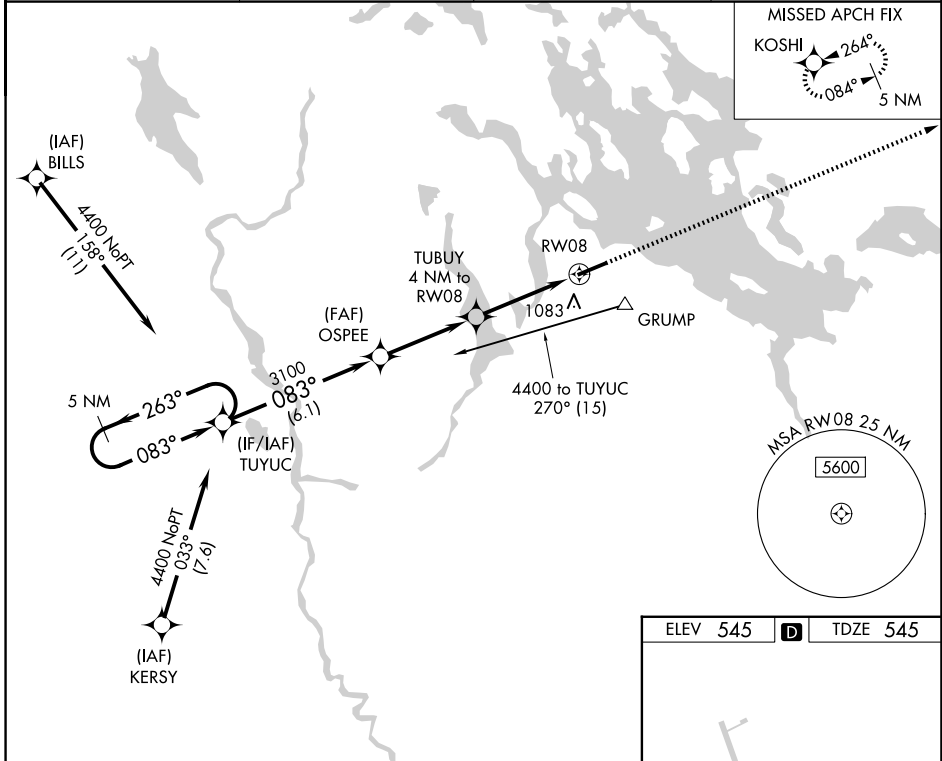 MISSED APCH FIX
KOSHI
264°
084°
5 NM
(IAF)
BILLS
4400 NoPT
158°
(11)
RW08
TUBUY
4 NM to
RW08
1083
GRUMP
(FAF)
OSPEE
4400 to TUYUC
270° (15)
3100
083°
(6.1)
5 NM
263°
083°
(IF/IAF)
TUYUC
MSA RW08 25 NM
5600
4400 NoPT
033°
(7.6)
(IAF)
KERSY
ELEV 545 D TDZE 545